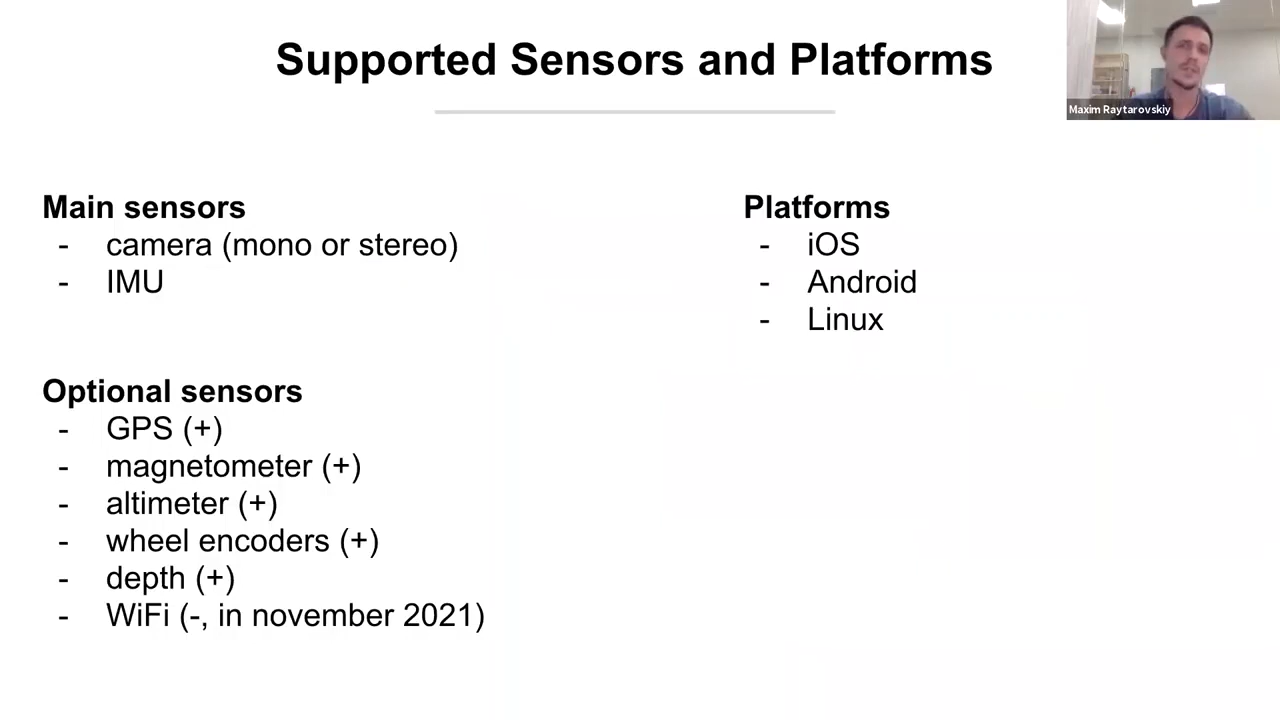 Supported Sensors and Platforms
Maxim Raytarovskiy
Main sensors
- camera (mono or stereo)
- IMU
Optional sensors
- GPS (+)
- magnetometer (+)
- altimeter (+)
- wheel encoders (+)
- depth (+)
- WiFi (-, in november 2021)
Platforms
- iOS
- Android
- Linux